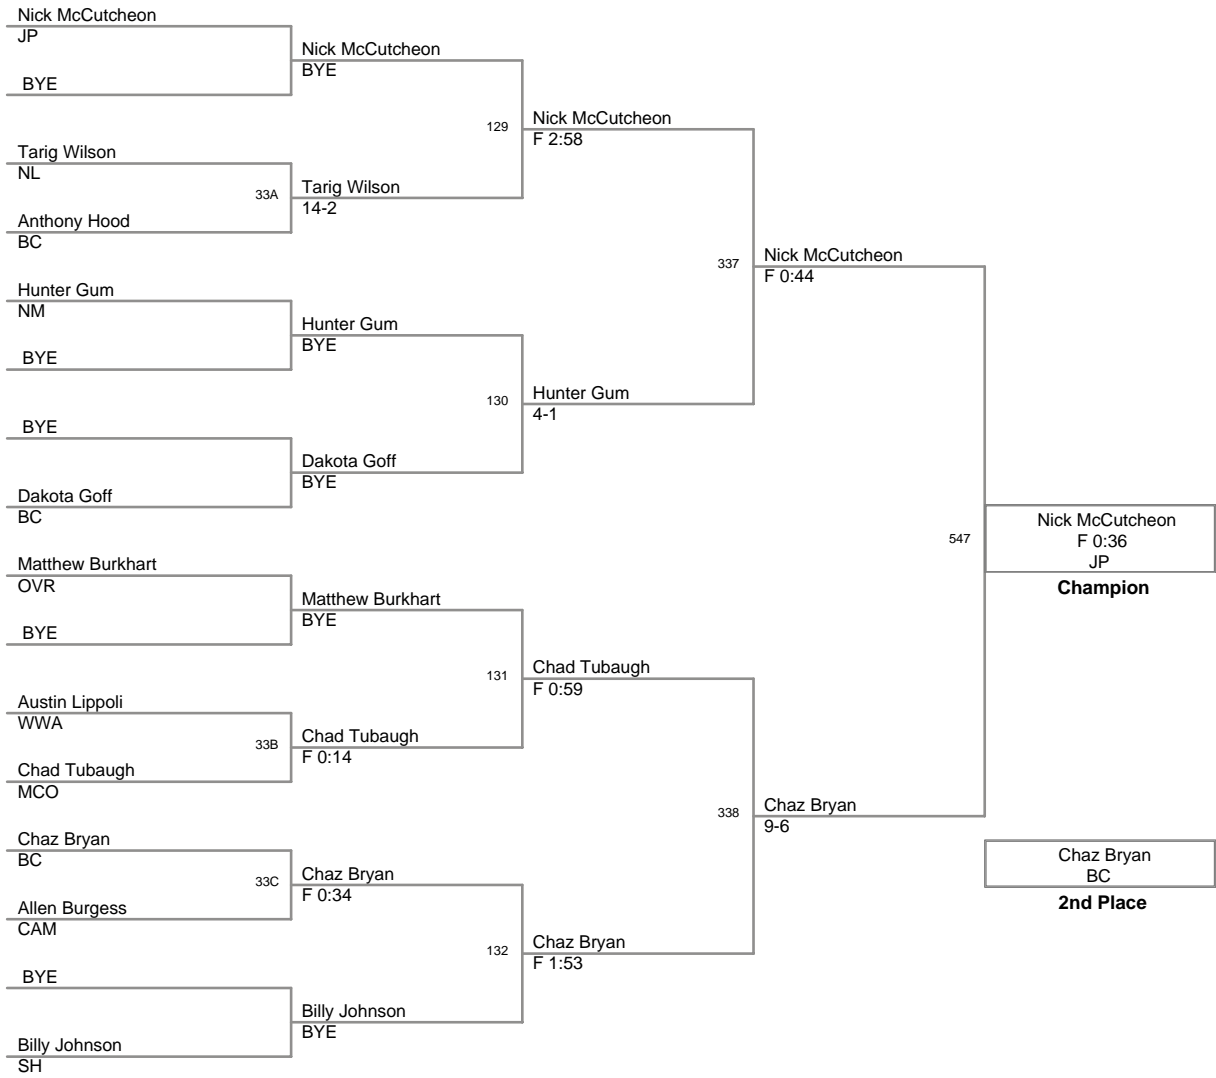 Nick McCutcheon
JP
BYE
Nick McCutcheon
BYE
129
Nick McCutcheon
F 2:58
Tarig Wilson
NL
33A
Tarig Wilson
14-2
Anthony Hood
BC
337
Nick McCutcheon
F 0:44
Hunter Gum
NM
Hunter Gum
BYE
BYE
130
Hunter Gum
4-1
BYE
Dakota Goff
BYE
Dakota Goff
BC
547
Nick McCutcheon
F 0:36
JP
Champion
Matthew Burkhart
OVR
Matthew Burkhart
BYE
BYE
131
Chad Tubaugh
F 0:59
Austin Lippoli
WWA
33B
Chad Tubaugh
F 0:14
Chad Tubaugh
MCO
338
Chaz Bryan
9-6
Chaz Bryan
BC
33C
Chaz Bryan
F 0:34
Allen Burgess
CAM
Chaz Bryan
BC
2nd Place
132
Chaz Bryan
F 1:53
BYE
Billy Johnson
BYE
Billy Johnson
SH